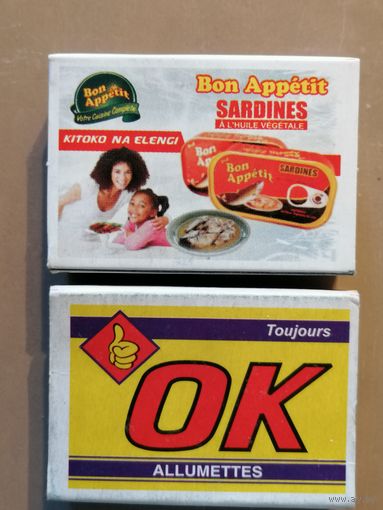 Bon
Appétit
Votre Cuisine Complète
KITOKO NA ELENGI
Bon Appétit
SARDINES
À L'HUILE VÉGÉTALE
Bon
Appétit
SARDINES
Toujours
OK
ALLUMETTES